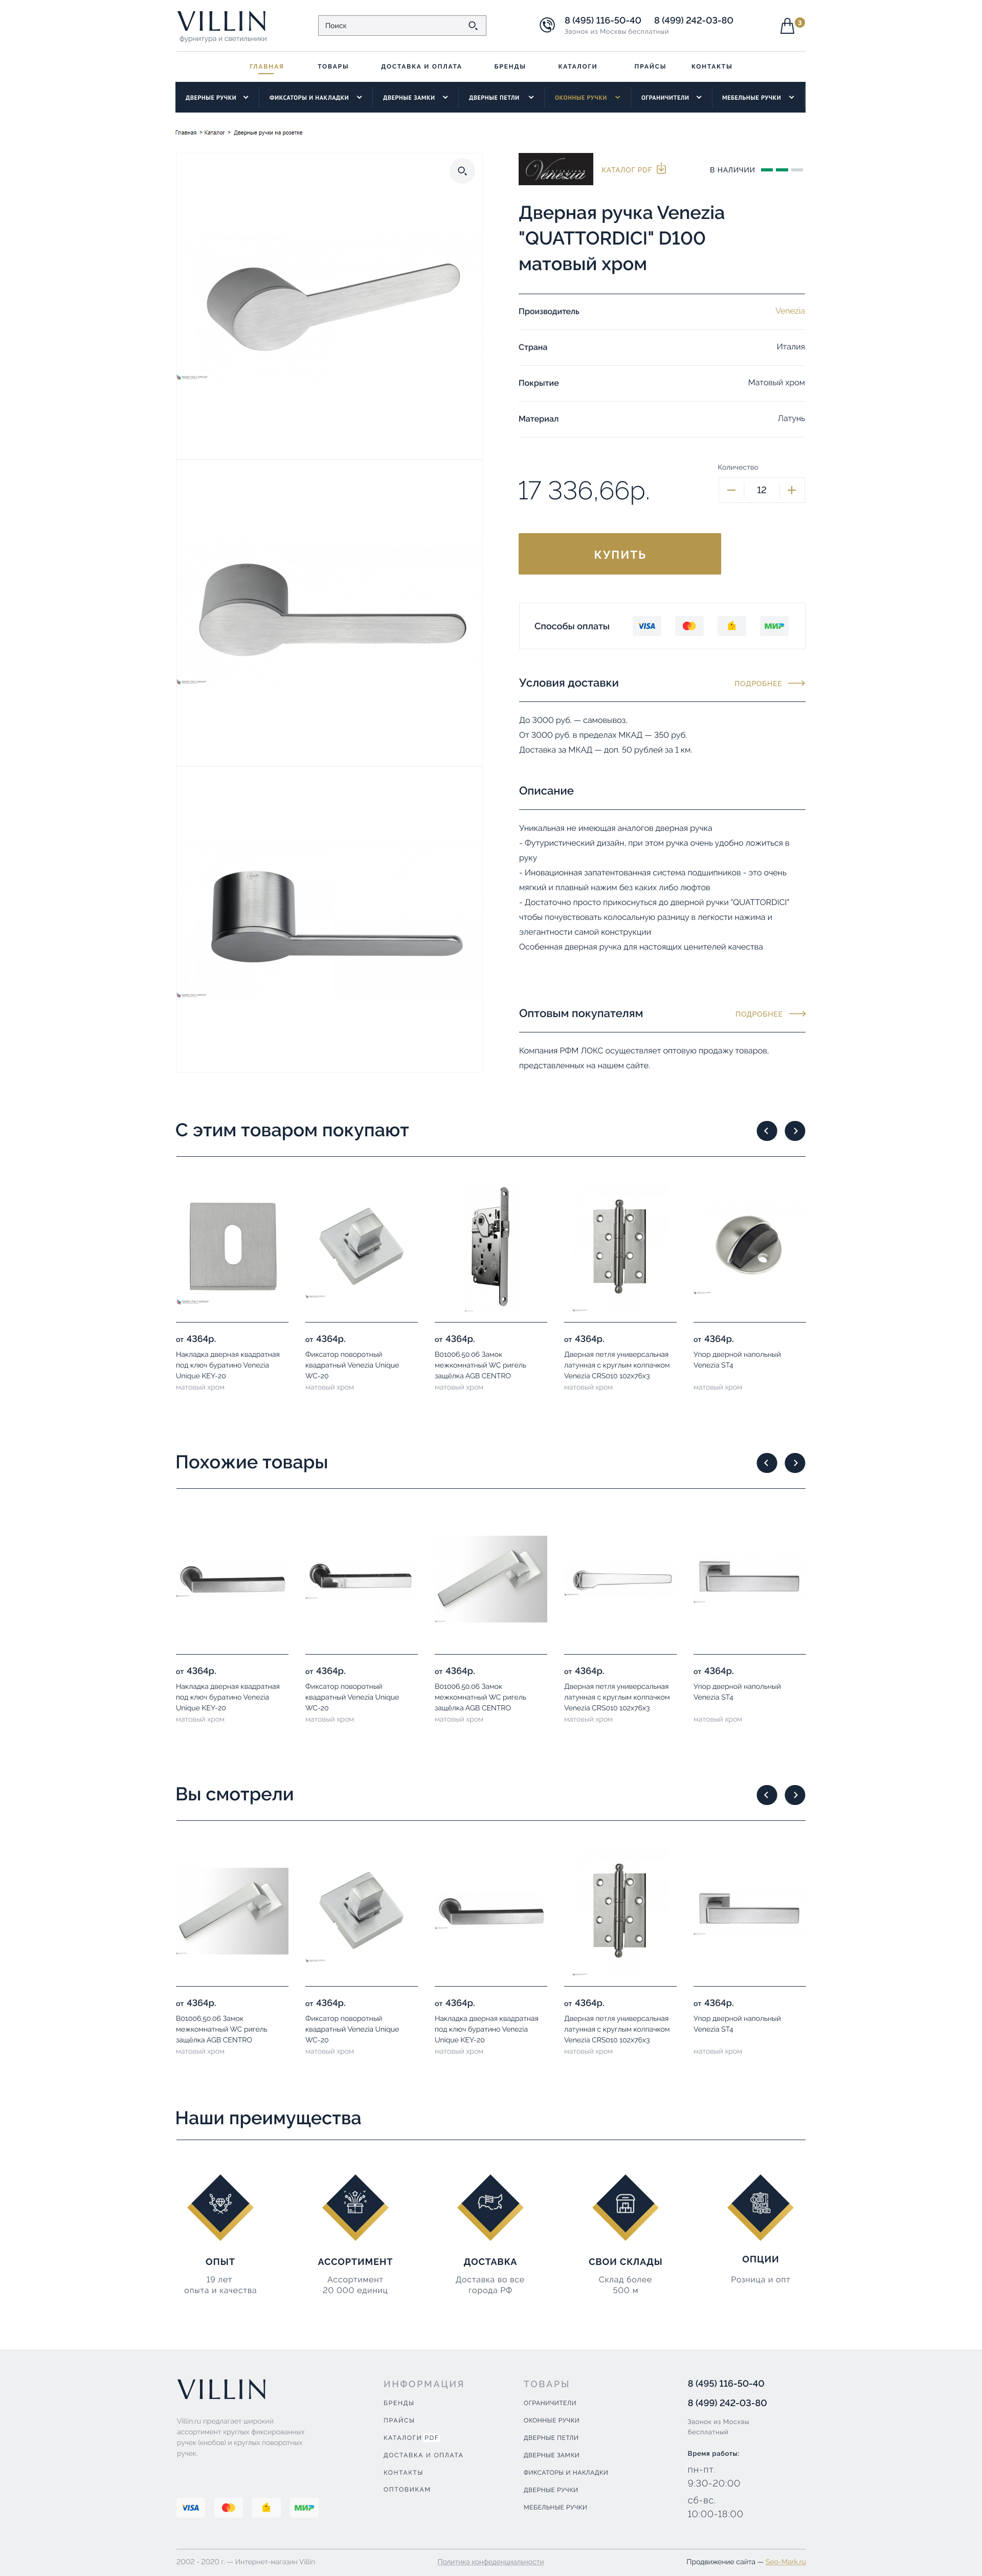 VILLIN
фурнитура и светильники
Поиск
8 (495) 116-50-40 8 (499) 242-03-80
Звонок из Москвы бесплатный
3
ГЛАВНАЯ ТОВАРЫ ДОСТАВКА И ОПЛАТА БРЕНДЫ КАТАЛОГИ ПРАЙСЫ КОНТАКТЫ
ДВЕРНЫЕ РУЧКИ ФИКСАТОРЫ И НАКЛАДКИ ДВЕРНЫЕ ЗАМКИ ДВЕРНЫЕ ПЕТЛИ ОКОННЫЕ РУЧКИ ОГРАНИЧИТЕЛИ МЕБЕЛЬНЫЕ РУЧКИ
Главная > Каталог > Дверные ручки на розетке
Venezia
КАТАЛОГ PDF
В НАЛИЧИИ
Дверная ручка Venezia
"QUATTORDICI" D100
матовый хром
Производитель Venezia
Страна Италия
Покрытие Матовый хром
Материал Латунь
Количество
17 336,66р.
12
КУПИТЬ
Способы оплаты VISA МИР
Условия доставки ПОДРОБНЕЕ
До 3000 руб. — самовывоз,
От 3000 руб. в пределах МКАД — 350 руб.
Доставка за МКАД — доп. 50 рублей за 1 км.
Описание
Уникальная не имеющая аналогов дверная ручка
- Футуристический дизайн, при этом ручка очень удобно ложиться в
руку
- Иновационная запатентованная система подшипников - это очень
мягкий и плавный нажим без каких либо люфтов
- Достаточно просто прикоснуться до дверной ручки "QUATTORDICI"
чтобы почувствовать колосальную разницу в легкости нажима и
элегантности самой конструкции
Особенная дверная ручка для настоящих ценителей качества
Оптовым покупателям ПОДРОБНЕЕ
Компания РФМ ЛОКС осуществляет оптовую продажу товаров,
представленных на нашем сайте.
С этим товаром покупают
от 4364р.
Накладка дверная квадратная
под ключ буратино Venezia
Unique KEY-20
матовый хром
от 4364р.
Фиксатор поворотный
квадратный Venezia Unique
WC-20
матовый хром
от 4364р.
B01006.50.06 Замок
межкомнатный WC ригель
защёлка AGB CENTRO
матовый хром
от 4364р.
Дверная петля универсальная
латунная с круглым колпачком
Venezia CRS010 102x76x3
матовый хром
от 4364р.
Упор дверной напольный
Venezia ST4
матовый хром
Похожие товары
от 4364р.
Накладка дверная квадратная
под ключ буратино Venezia
Unique KEY-20
матовый хром
от 4364р.
Фиксатор поворотный
квадратный Venezia Unique
WC-20
матовый хром
от 4364р.
B01006.50.06 Замок
межкомнатный WC ригель
защёлка AGB CENTRO
матовый хром
от 4364р.
Дверная петля универсальная
латунная с круглым колпачком
Venezia CRS010 102x76x3
матовый хром
от 4364р.
Упор дверной напольный
Venezia ST4
матовый хром
Вы смотрели
от 4364р.
B01006.50.06 Замок
межкомнатный WC ригель
защёлка AGB CENTRO
матовый хром
от 4364р.
Фиксатор поворотный
квадратный Venezia Unique
WC-20
матовый хром
от 4364р.
Накладка дверная квадратная
под ключ буратино Venezia
Unique KEY-20
матовый хром
от 4364р.
Дверная петля универсальная
латунная с круглым колпачком
Venezia CRS010 102x76x3
матовый хром
от 4364р.
Упор дверной напольный
Venezia ST4
матовый хром
Наши преимущества
ОПЫТ
19 лет
опыта и качества
АССОРТИМЕНТ
Ассортимент
20 000 единиц
ДОСТАВКА
Доставка во все
города РФ
СВОИ СКЛАДЫ
Склад более
500 м
ОПЦИИ
Розница и опт
VILLIN
Villin.ru предлагает широкий
ассортимент круглых фиксированных
ручек (кнобов) и круглых поворотных
ручек.
VISA МИР
ИНФОРМАЦИЯ
БРЕНДЫ
ПРАЙСЫ
КАТАЛОГИ PDF
ДОСТАВКА И ОПЛАТА
КОНТАКТЫ
ОПТОВИКАМ
ТОВАРЫ
ОГРАНИЧИТЕЛИ
ОКОННЫЕ РУЧКИ
ДВЕРНЫЕ ПЕТЛИ
ДВЕРНЫЕ ЗАМКИ
ФИКСАТОРЫ И НАКЛАДКИ
ДВЕРНЫЕ РУЧКИ
МЕБЕЛЬНЫЕ РУЧКИ
8 (495) 116-50-40
8 (499) 242-03-80
Звонок из Москвы
бесплатный
Время работы:
ПН-ПТ.
9:30-20:00
сб-вс.
10:00-18:00
2002 - 2020 г. — Интернет-магазин Villin
Политика конфеденциальности
Продвижение сайта — Seo-Mark.ru